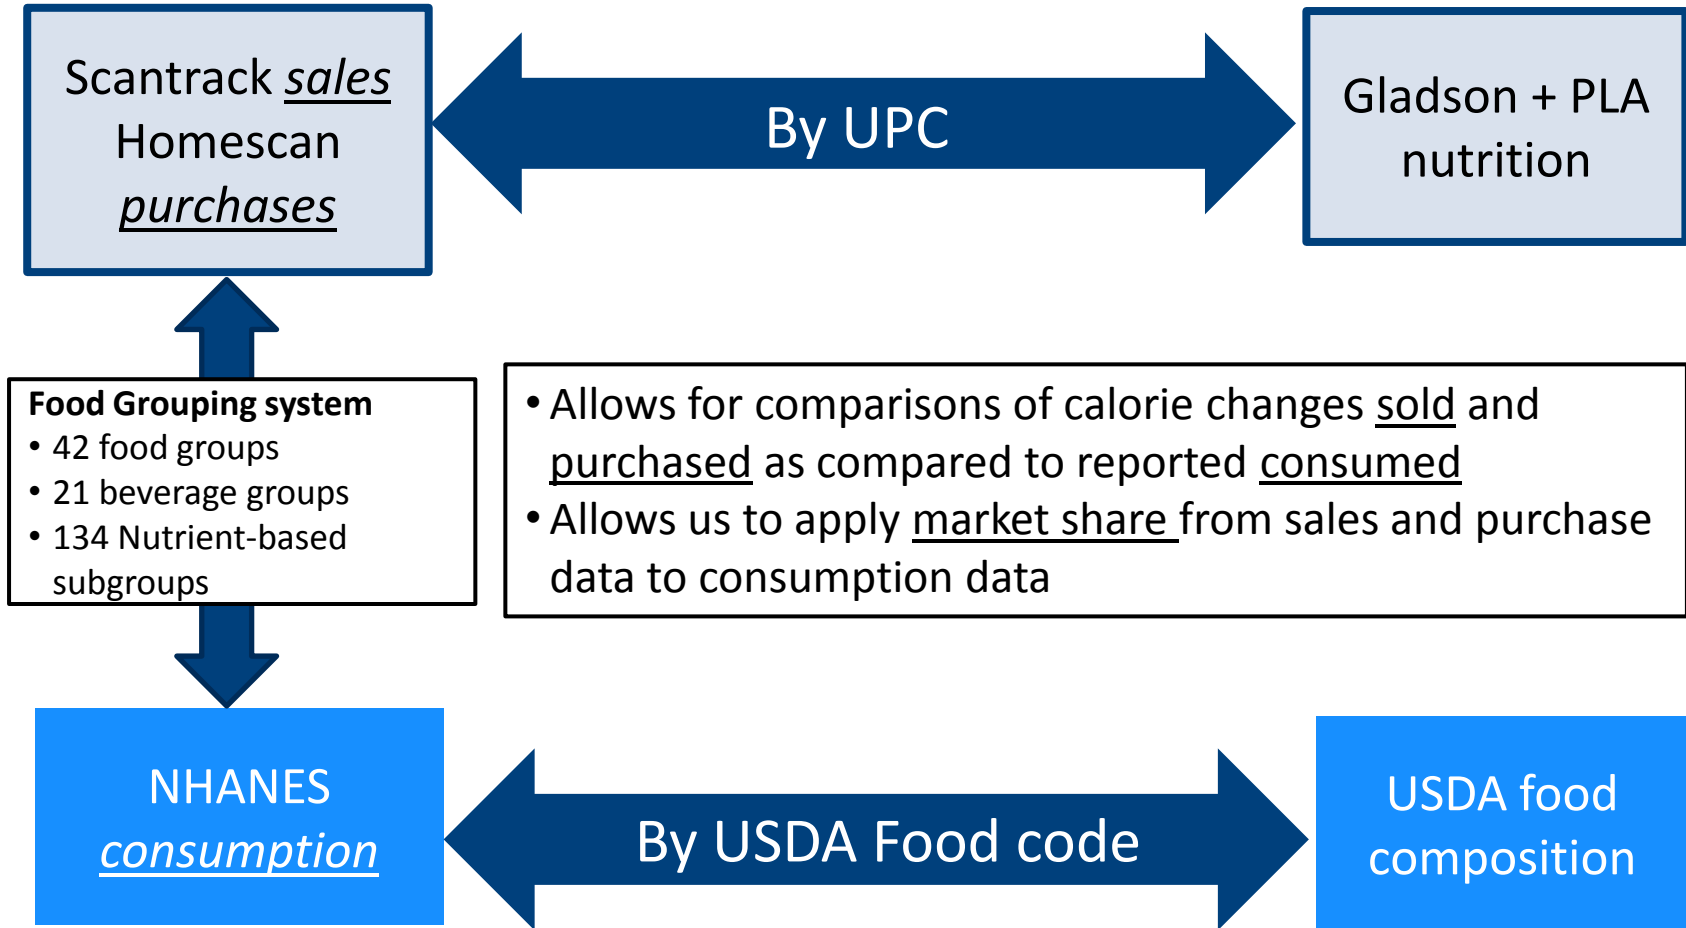 Scantrack sales
Homescan
purchases
By UPC
Gladson + PLA
nutrition
Food Grouping system
• 42 food groups
• 21 beverage groups
• 134 Nutrient-based
subgroups
• Allows for comparisons of calorie changes sold and
purchased as compared to reported consumed
• Allows us to apply market share from sales and purchase
data to consumption data
NHANES
consumption
By USDA Food code
USDA food
composition